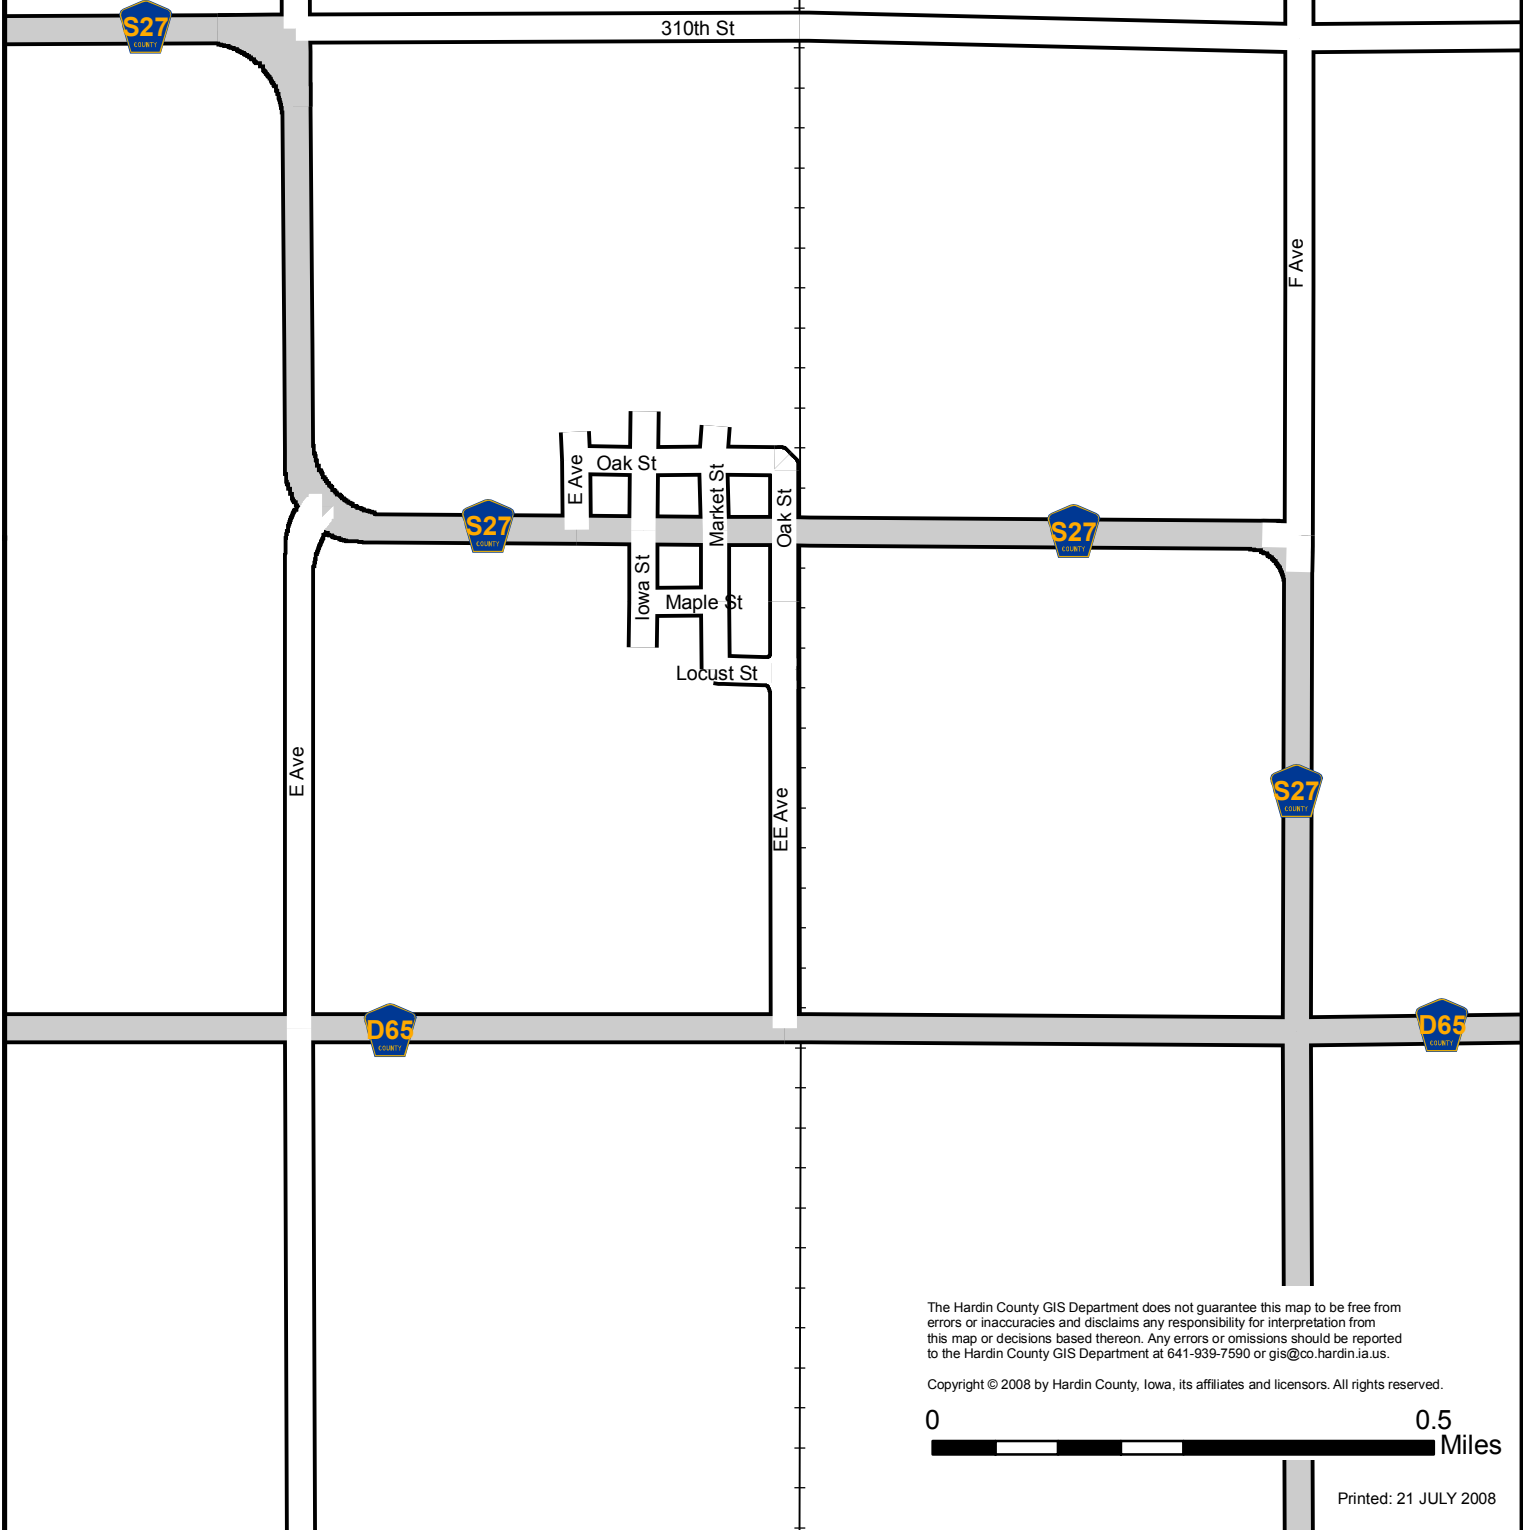 S27
COUNTY
310th St
F Ave
E Ave
Oak St
Market St
Oak St
S27
COUNTY
S27
COUNTY
Iowa St
Maple St
Locust St
E Ave
EE Ave
S27
COUNTY
D65
COUNTY
D65
COUNTY
The Hardin County GIS Department does not guarantee this map to be free from
errors or inaccuracies and disclaims any responsibility for interpretation from
this map or decisions based thereon. Any errors or omissions should be reported
to the Hardin County GIS Department at 641-939-7590 or gis@co.hardin.ia.us.
Copyright © 2008 by Hardin County, Iowa, its affiliates and licensors. All rights reserved.
0 0.5
Miles
Printed: 21 JULY 2008